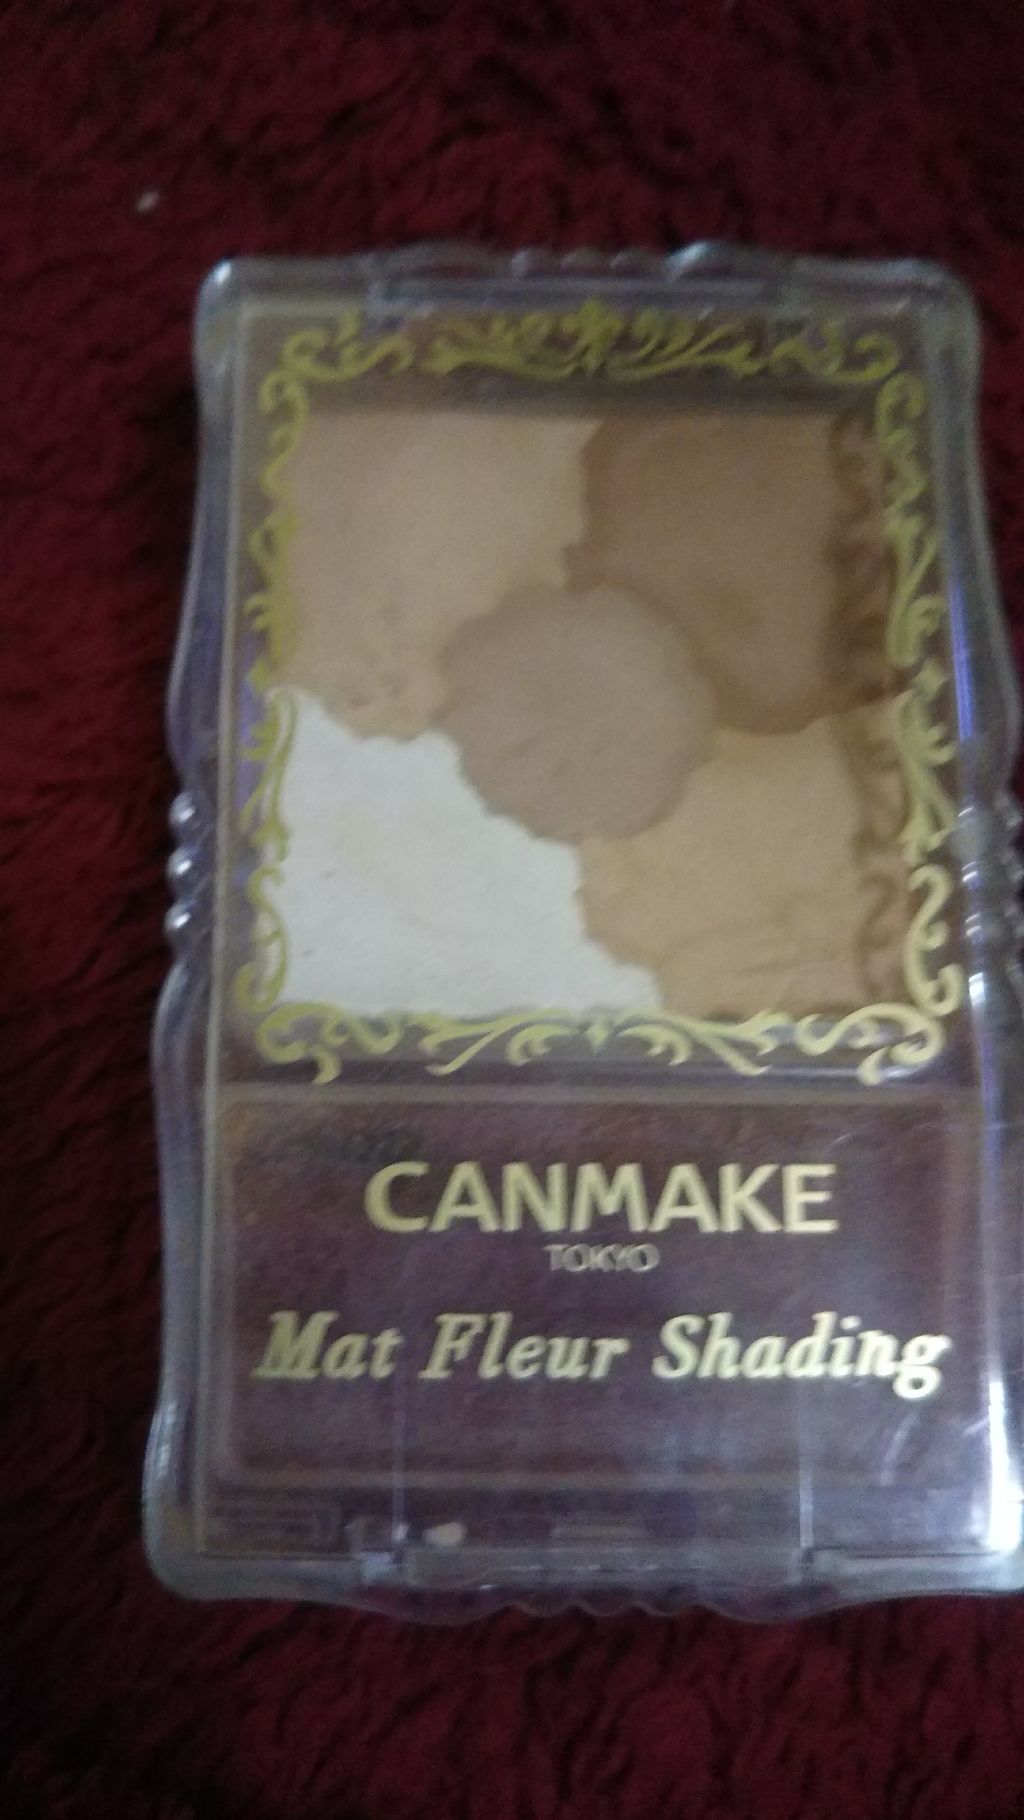 CANMAKE
TOKYO
Mat Fleur Shading